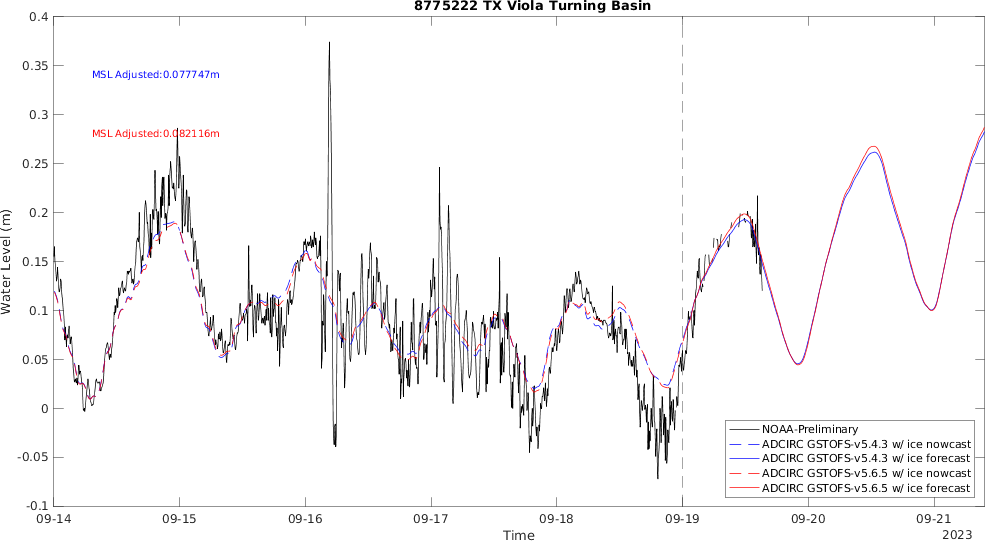 8775222 TX Viola Turning Basin
0.4
0.35
0.3
0.25
0.2
0.15
0.1
0.05
0
-0.05
-0.1
Water Level (m)
MSL Adjusted:0.077747m
MSL Adjusted:0.082116m
NOAA-Preliminary
ADCIRC GSTOFS-v5.4.3 w/ ice nowcast
ADCIRC GSTOFS-v5.4.3 w/ ice forecast
ADCIRC GSTOFS-v5.6.5 w/ ice nowcast
ADCIRC GSTOFS-v5.6.5 w/ ice forecast
09-14 09-15 09-16 09-17 09-18 09-19 09-20 09-21
Time
2023